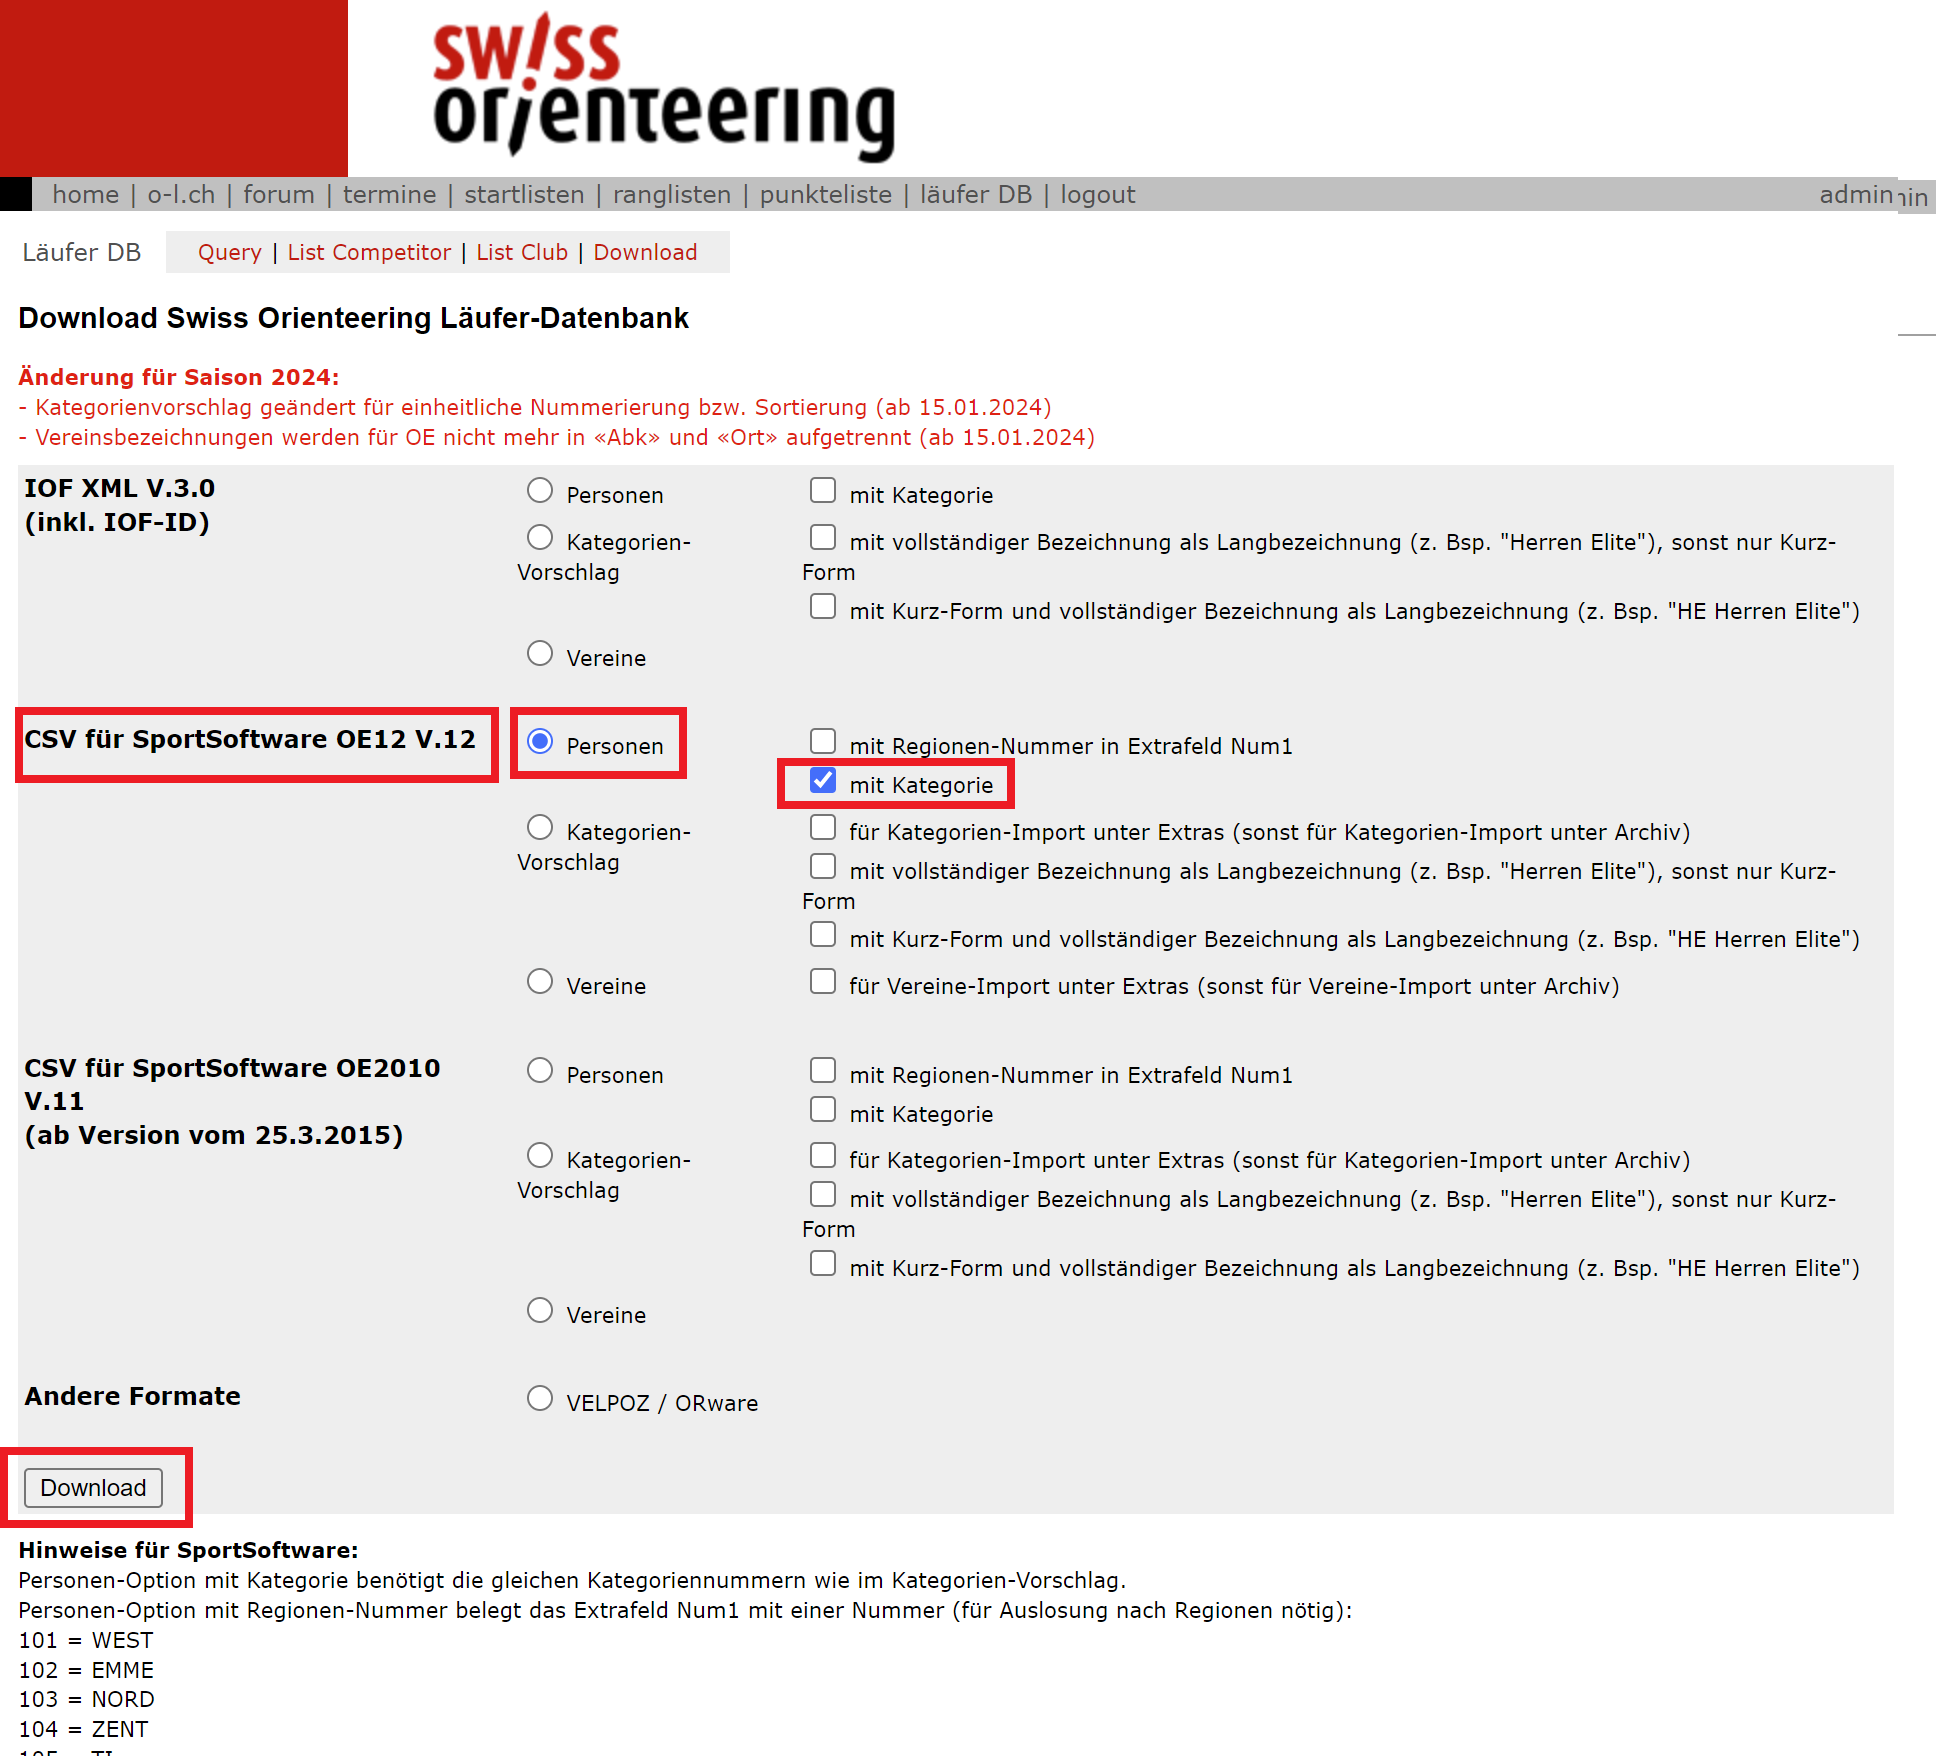 swiss
orienteering
home | o-l.ch | forum | termine | startlisten | ranglisten | punkteliste | läufer DB | logout admin
Läufer DB Query | List Competitor | List Club | Download
Download Swiss Orienteering Läufer-Datenbank
Änderung für Saison 2024:
- Kategorienvorschlag geändert für einheitliche Nummerierung bzw. Sortierung (ab 15.01.2024)
- Vereinsbezeichnungen werden für OE nicht mehr in «Abk» und «Ort» aufgetrennt (ab 15.01.2024)
IOF XML V.3.0
(inkl. IOF-ID)
Personen
mit Kategorie
Kategorien-
Vorschlag
mit vollständiger Bezeichnung als Langbezeichnung (z. Bsp. "Herren Elite"), sonst nur Kurz-
Form
mit Kurz-Form und vollständiger Bezeichnung als Langbezeichnung (z. Bsp. "HE Herren Elite")
Vereine
CSV für SportSoftware OE12 V.12
Personen
mit Regionen-Nummer in Extrafeld Num1
mit Kategorie
Kategorien-
Vorschlag
für Kategorien-Import unter Extras (sonst für Kategorien-Import unter Archiv)
mit vollständiger Bezeichnung als Langbezeichnung (z. Bsp. "Herren Elite"), sonst nur Kurz-
Form
mit Kurz-Form und vollständiger Bezeichnung als Langbezeichnung (z. Bsp. "HE Herren Elite")
Vereine
für Vereine-Import unter Extras (sonst für Vereine-Import unter Archiv)
CSV für SportSoftware OE2010
V.11
(ab Version vom 25.3.2015)
Personen
mit Regionen-Nummer in Extrafeld Num1
mit Kategorie
Kategorien-
Vorschlag
für Kategorien-Import unter Extras (sonst für Kategorien-Import unter Archiv)
mit vollständiger Bezeichnung als Langbezeichnung (z. Bsp. "Herren Elite"), sonst nur Kurz-
Form
mit Kurz-Form und vollständiger Bezeichnung als Langbezeichnung (z. Bsp. "HE Herren Elite")
Vereine
Andere Formate
VELPOZ / ORware
Download
Hinweise für SportSoftware:
Personen-Option mit Kategorie benötigt die gleichen Kategoriennummern wie im Kategorien-Vorschlag.
Personen-Option mit Regionen-Nummer belegt das Extrafeld Num1 mit einer Nummer (für Auslosung nach Regionen nötig):
101 = WEST
102 = EMME
103 = NORD
104 = ZENT